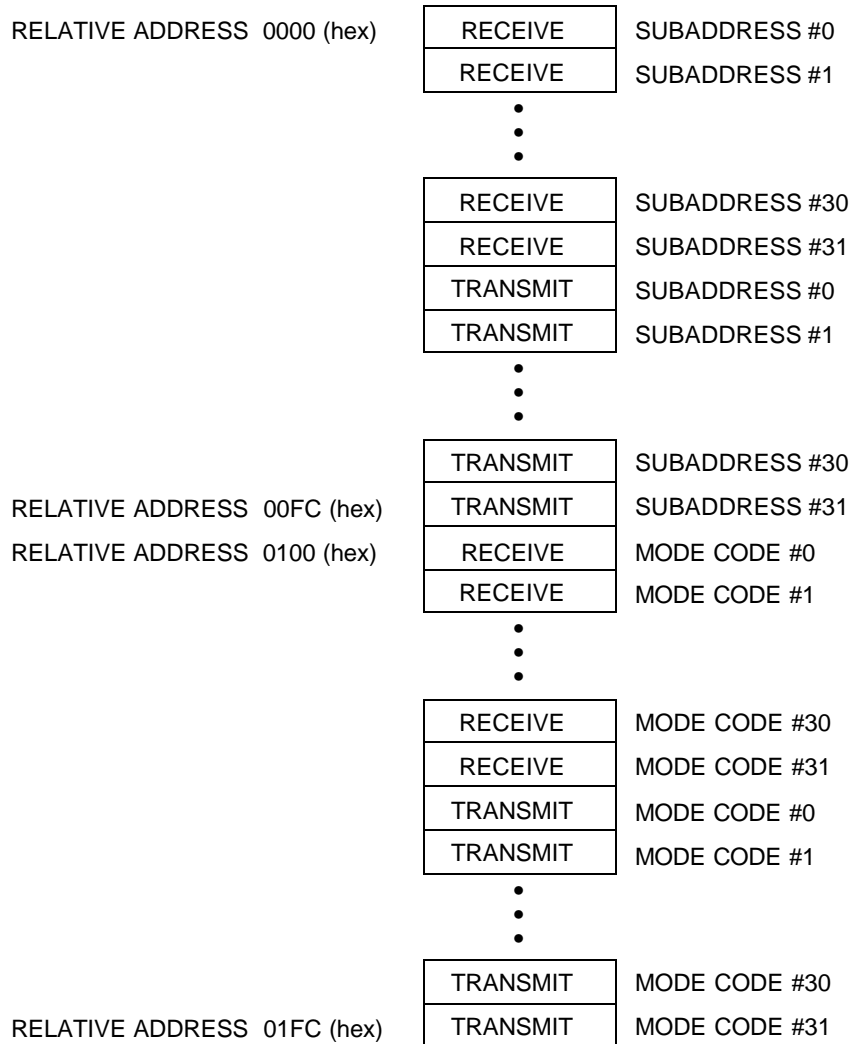 RELATIVE ADDRESS 0000 (hex) RECEIVE SUBADDRESS #0
RECEIVE SUBADDRESS #1
RECEIVE SUBADDRESS #30
RECEIVE SUBADDRESS #31
TRANSMIT SUBADDRESS #0
TRANSMIT SUBADDRESS #1
TRANSMIT SUBADDRESS #30
RELATIVE ADDRESS 00FC (hex) TRANSMIT SUBADDRESS #31
RELATIVE ADDRESS 0100 (hex) RECEIVE MODE CODE #0
RECEIVE MODE CODE #1
RECEIVE MODE CODE #30
RECEIVE MODE CODE #31
TRANSMIT MODE CODE #0
TRANSMIT MODE CODE #1
TRANSMIT MODE CODE #30
RELATIVE ADDRESS 01FC (hex) TRANSMIT MODE CODE #31